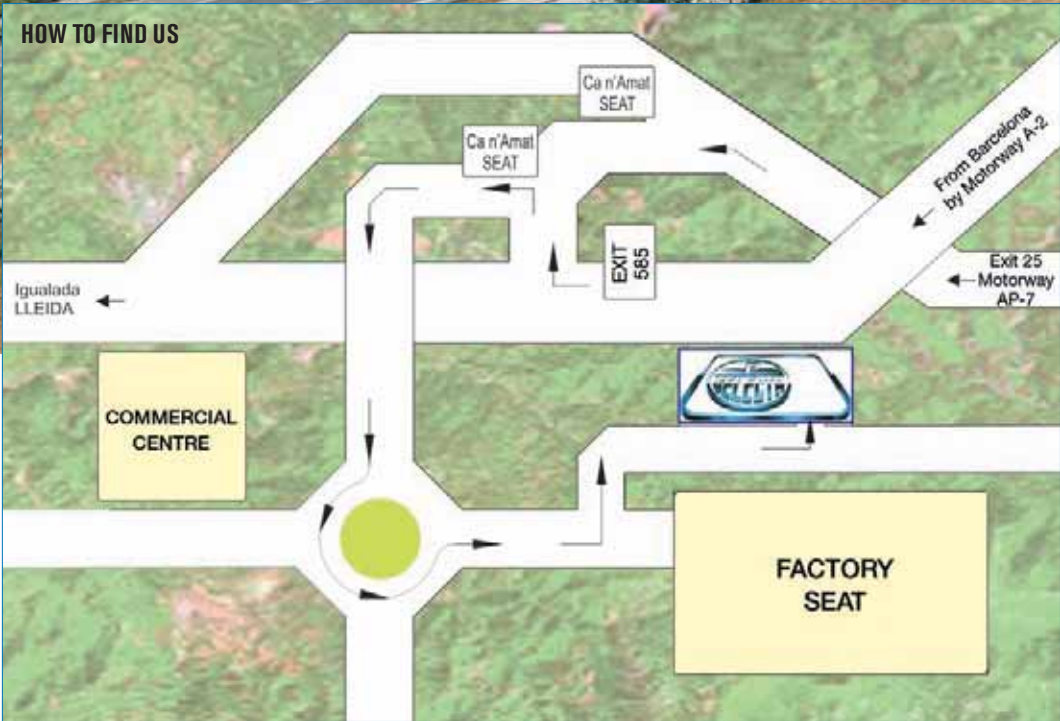 HOW TO FIND US
Ca n'Amat
SEAT
Ca n'Amat
SEAT
From Barcelona
by Motorway A-2
EXIT
585
Exit 25
Motorway
AP-7
Igualada
LLEIDA
COMMERCIAL
CENTRE
FACTORY
SEAT